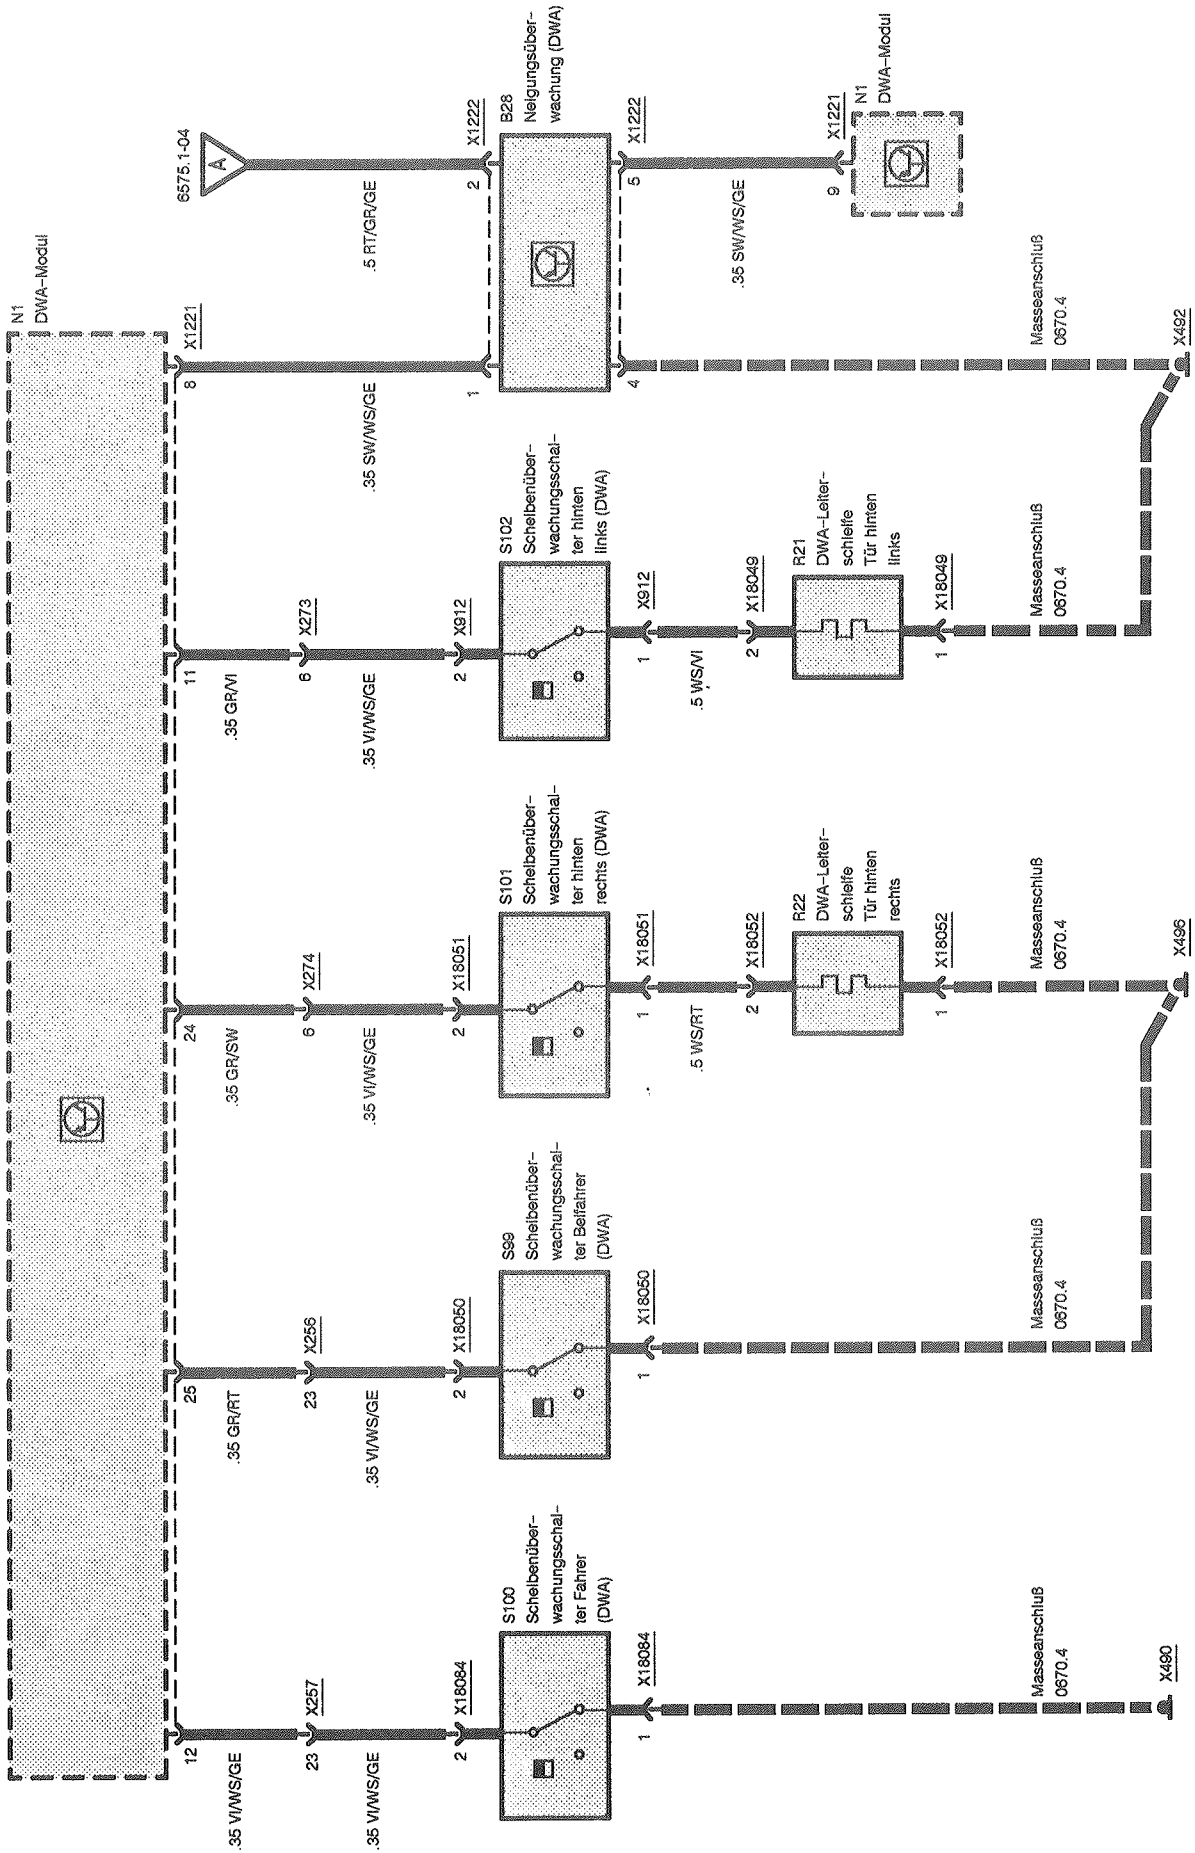 N1
DWA-Modul
12
25
24
11
8
X1221
.35 VI/WS/GE
.35 GR/RT
.35 GR/SW
.35 GR/VI
6575.1-04
A
23
X257
23
X256
6
X274
6
X273
.35 VI/WS/GE
.35 VI/WS/GE
.35 VI/WS/GE
.35 VI/WS/GE
.35 SW/WS/GE
.5 RT/GR/GE
2
X18084
2
X18050
2
X18051
2
X912
1
2
X1222
S100
Scheibenüber-
wachungsschal-
ter Fahrer
(DWA)
S99
Scheibenüber-
wachungsschal-
ter Beifahrer
(DWA)
S101
Scheibenüber-
wachungsschal-
ter hinten
rechts (DWA)
S102
Scheibenüber-
wachungsschal-
ter hinten
links (DWA)
B28
Neigungsüber-
wachung (DWA)
1
X18084
1
X18050
1
X18051
1
X912
4
5
X1222
.5 WS/RT
.5 WS/VI
.35 SW/WS/GE
2
X18052
2
X18049
9
X1221
R22
DWA-Leiter-
schleife
Tür hinten
rechts
R21
DWA-Leiter-
schleife
Tür hinten
links
N1
DWA-Modul
1
X18052
1
X18049
Masseanschluß
0670.4
Masseanschluß
0670.4
Masseanschluß
0670.4
Masseanschluß
0670.4
Masseanschluß
0670.4
X490
X496
X492